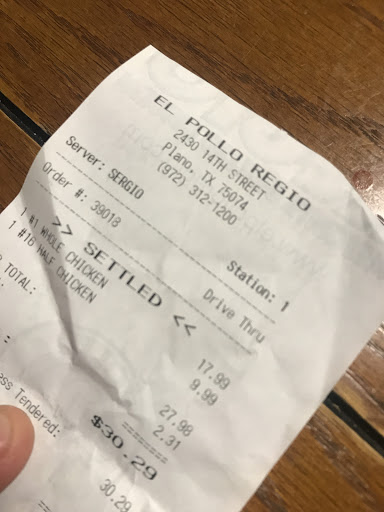 EL POLLO REGIO
2430 14TH STREET
Plano, TX 75074
(972) 312-1200
Server: SERGIO
Station: 1
Order #: 39018
Drive Thru
>> SETTLED <<
1 #1 WHOLE CHICKEN 17.99
1 #16 HALF CHICKEN 9.99
TOTAL: 27.98
: 2.31
$30.29
ess Tendered: 30.29